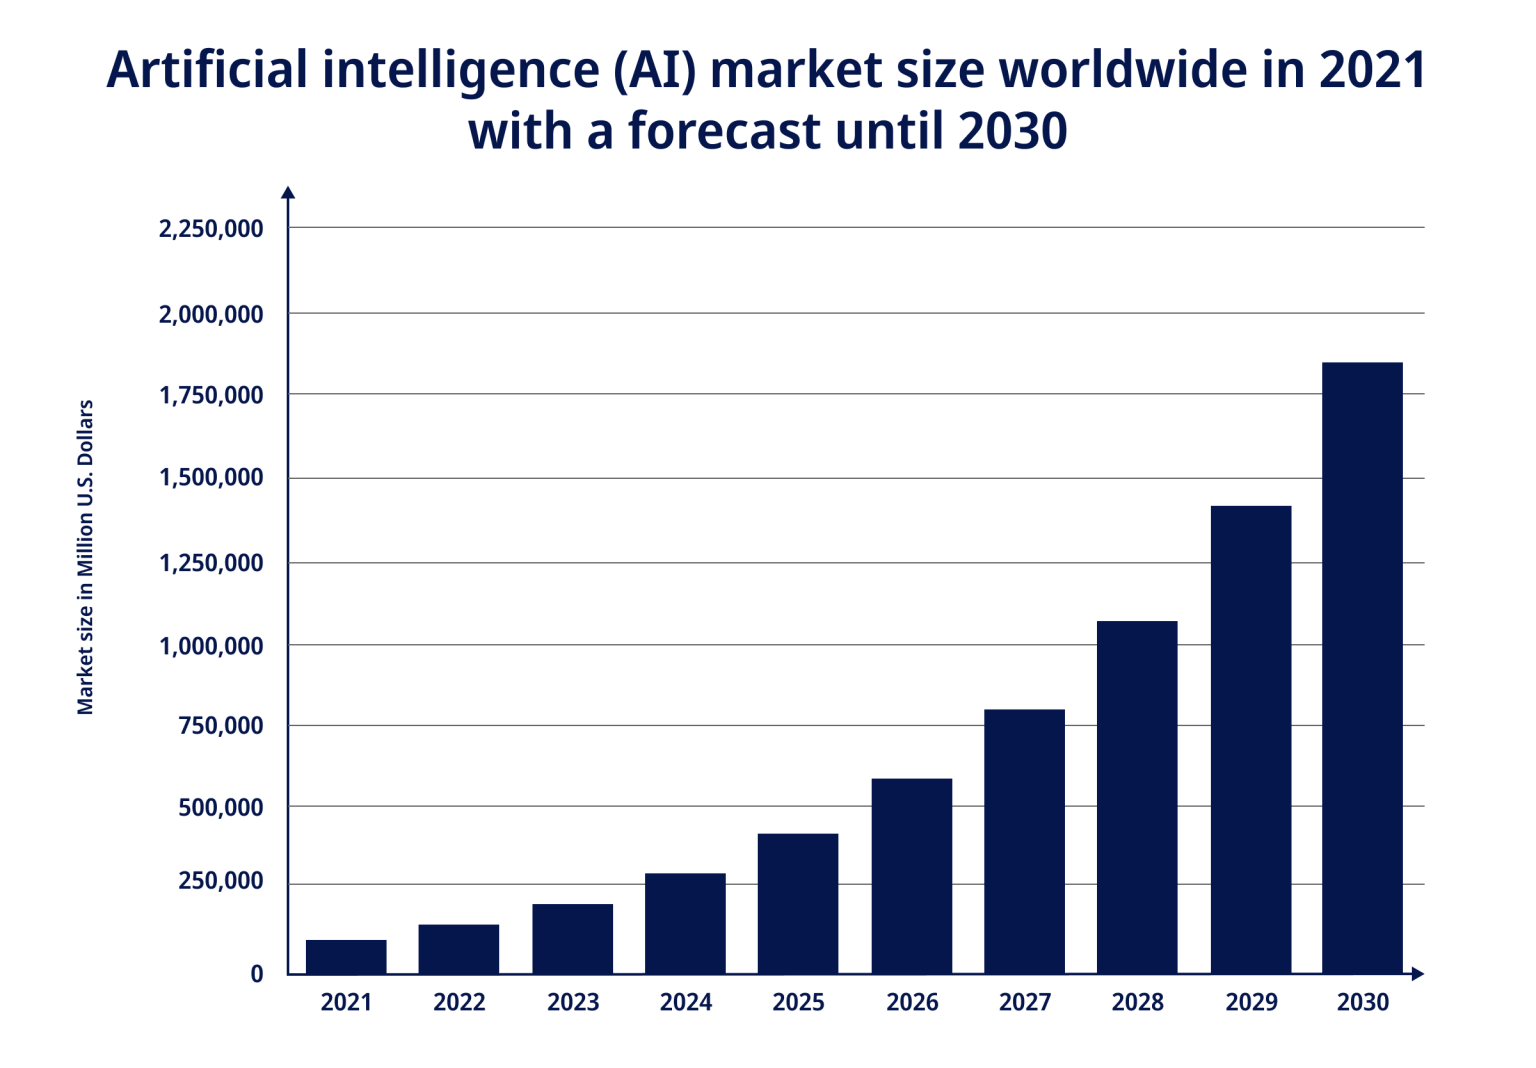 Artificial intelligence (AI) market size worldwide in 2021
with a forecast until 2030
Market size in Million U.S. Dollars
2,250,000
2,000,000
1,750,000
1,500,000
1,250,000
1,000,000
750,000
500,000
250,000
0
2021 2022 2023 2024 2025 2026 2027 2028 2029 2030